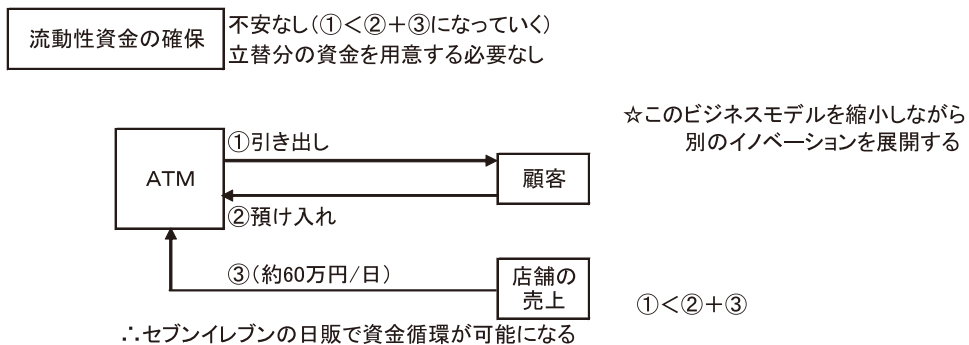 流動性資金の確保
不安なし（①＜②＋③になっていく）
立替分の資金を用意する必要なし
☆このビジネスモデルを縮小しながら
別のイノベーションを展開する
①引き出し
ATM
顧客
②預け入れ
③（約60万円/日）
店舗の
売上
①＜②＋③
∴セブンイレブンの日販で資金循環が可能になる